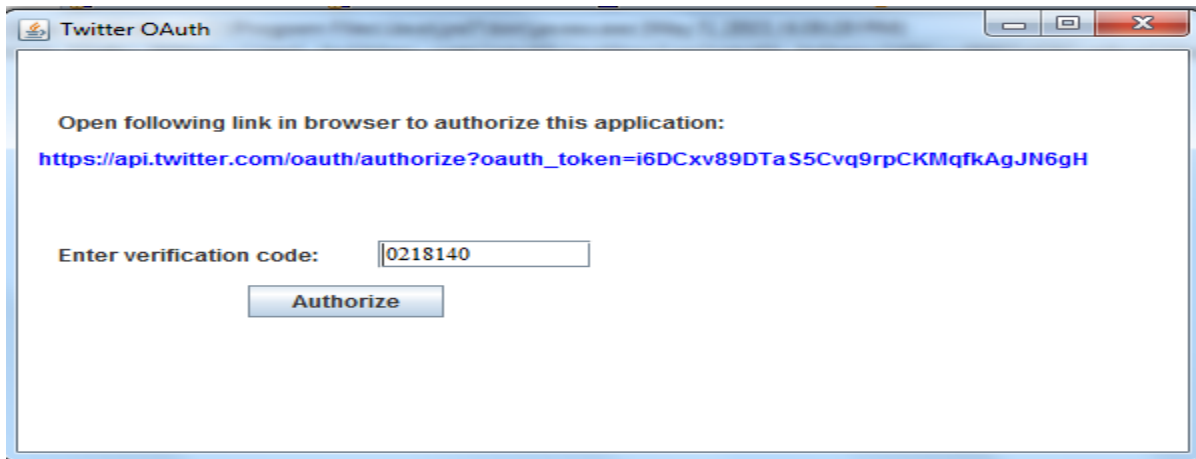 Twitter OAuth
Open following link in browser to authorize this application:
https://api.twitter.com/oauth/authorize?oauth_token=i6DCxv89DTaS5Cvq9rpCKMqfkAgJN6gH
Enter verification code: 0218140
Authorize